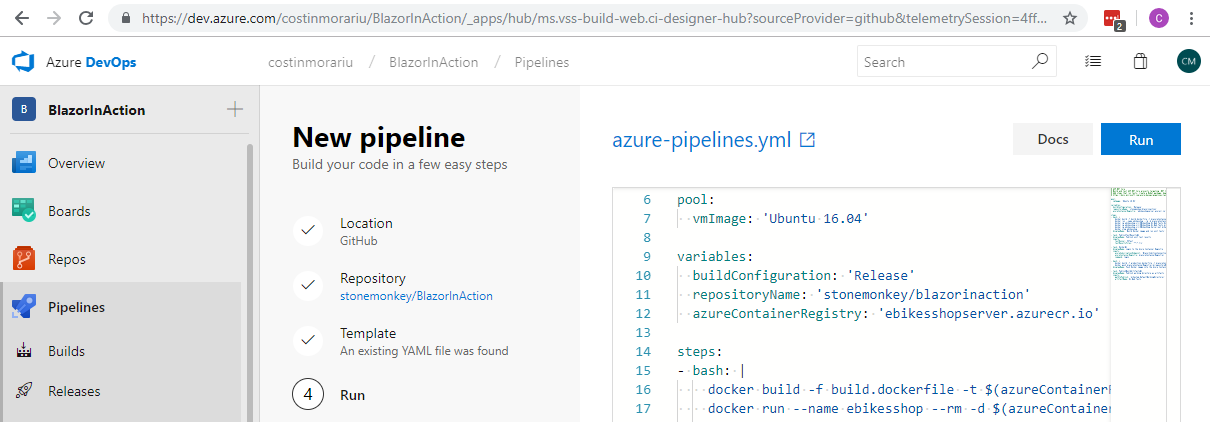 https://dev.azure.com/costinmorariu/BlazorInAction/_apps/hub/ms.vss-build-web.ci-designer-hub?sourceProvider=github&telemetrySession=4ff...
2
C
Azure DevOps
costinmorariu / BlazorInAction / Pipelines
Search
CM
B
BlazorInAction
Overview
Boards
Repos
Pipelines
Builds
Releases
New pipeline
Build your code in a few easy steps
Location
GitHub
Repository
stonemonkey/BlazorInAction
Template
An existing YAML file was found
4
Run
azure-pipelines.yml
Docs
Run
6 pool:
7   vmImage: 'Ubuntu 16.04'
8
9 variables:
10   buildConfiguration: 'Release'
11   repositoryName: 'stonemonkey/blazorinaction'
12   azureContainerRegistry: 'ebikesshopserver.azurecr.io'
13
14 steps:
15 - bash: |
16     docker build -f build.dockerfile -t $(azureContainerR
17     docker run --name ebikesshop --rm -d $(azureContainer